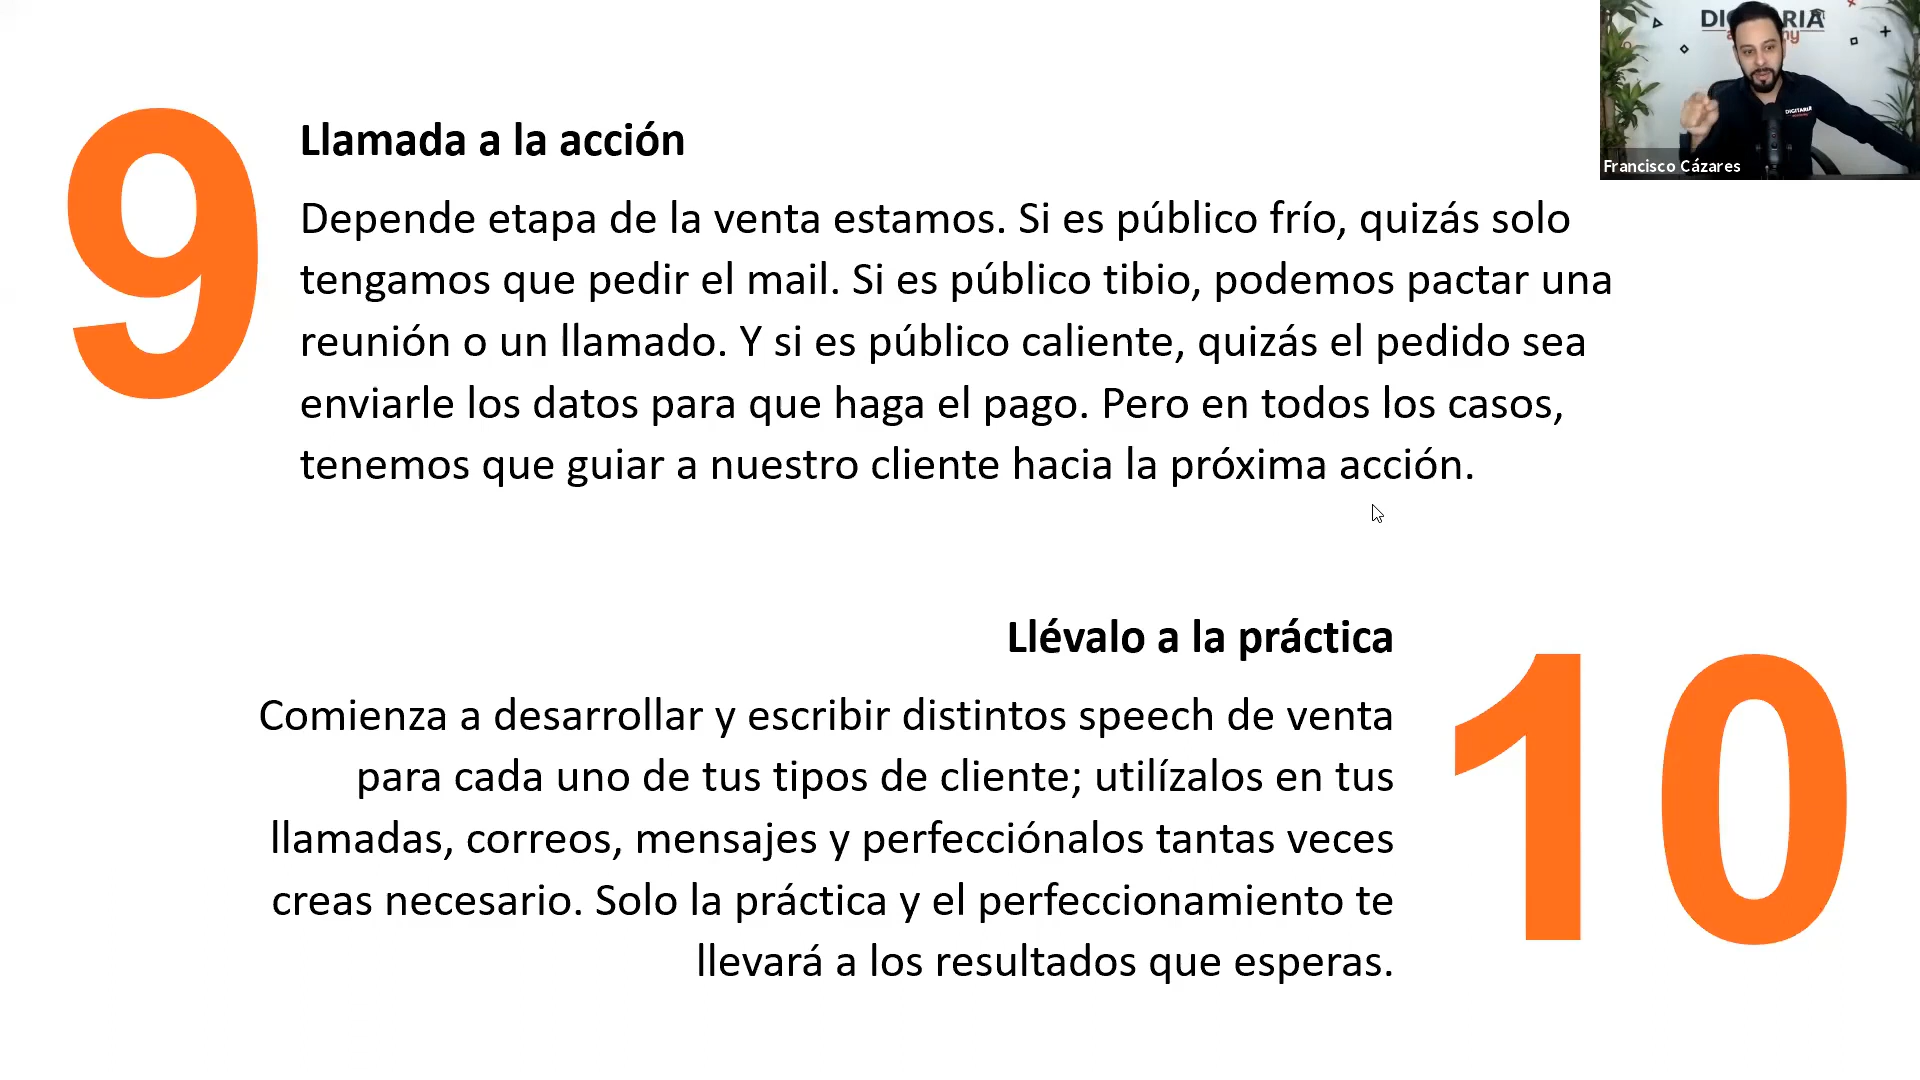 DIGITARIA
academy
DIGITARIA
academy
Francisco Cázares
9
Llamada a la acción
Depende etapa de la venta estamos. Si es público frío, quizás solo
tengamos que pedir el mail. Si es público tibio, podemos pactar una
reunión o un llamado. Y si es público caliente, quizás el pedido sea
enviarle los datos para que haga el pago. Pero en todos los casos,
tenemos que guiar a nuestro cliente hacia la próxima acción.
10
Llévalo a la práctica
Comienza a desarrollar y escribir distintos speech de venta
para cada uno de tus tipos de cliente; utilízalos en tus
llamadas, correos, mensajes y perfecciónalos tantas veces
creas necesario. Solo la práctica y el perfeccionamiento te
llevará a los resultados que esperas.